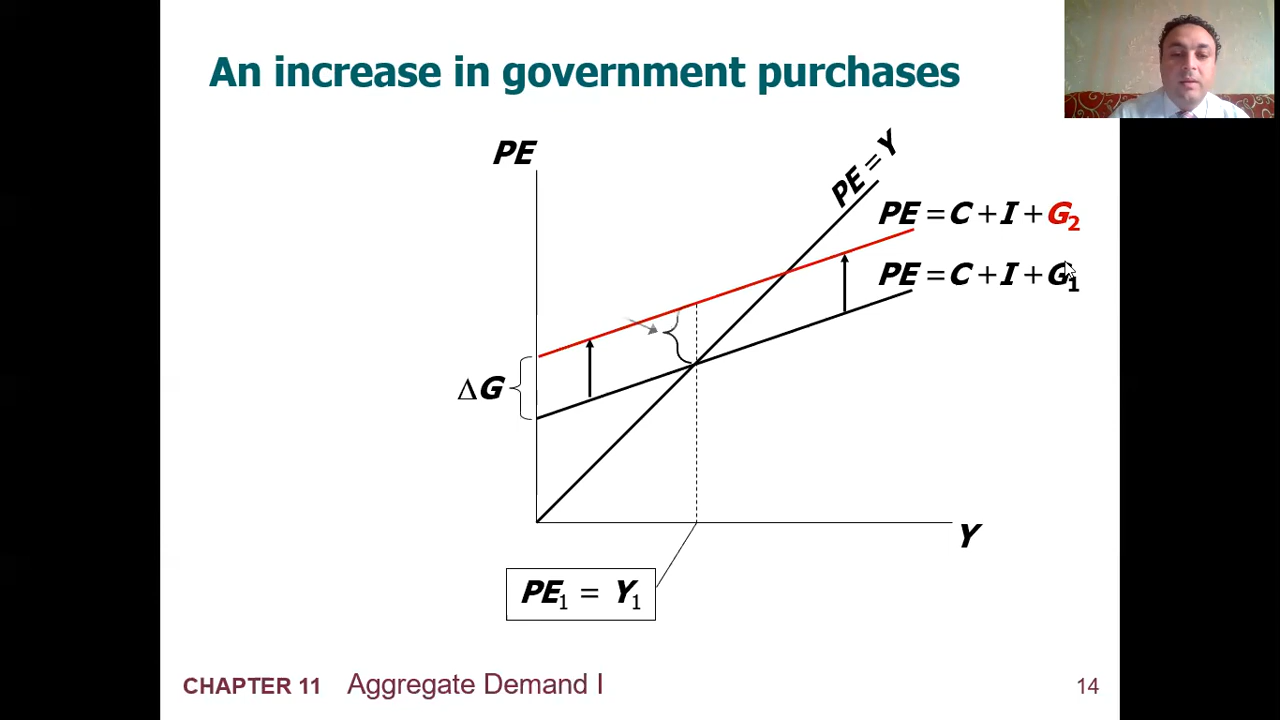 An increase in government purchases
PE
PE = Y
PE = C + I + G₂
PE = C + I + G₁
ΔG
Y
PE₁ = Y₁
CHAPTER 11 Aggregate Demand I
14